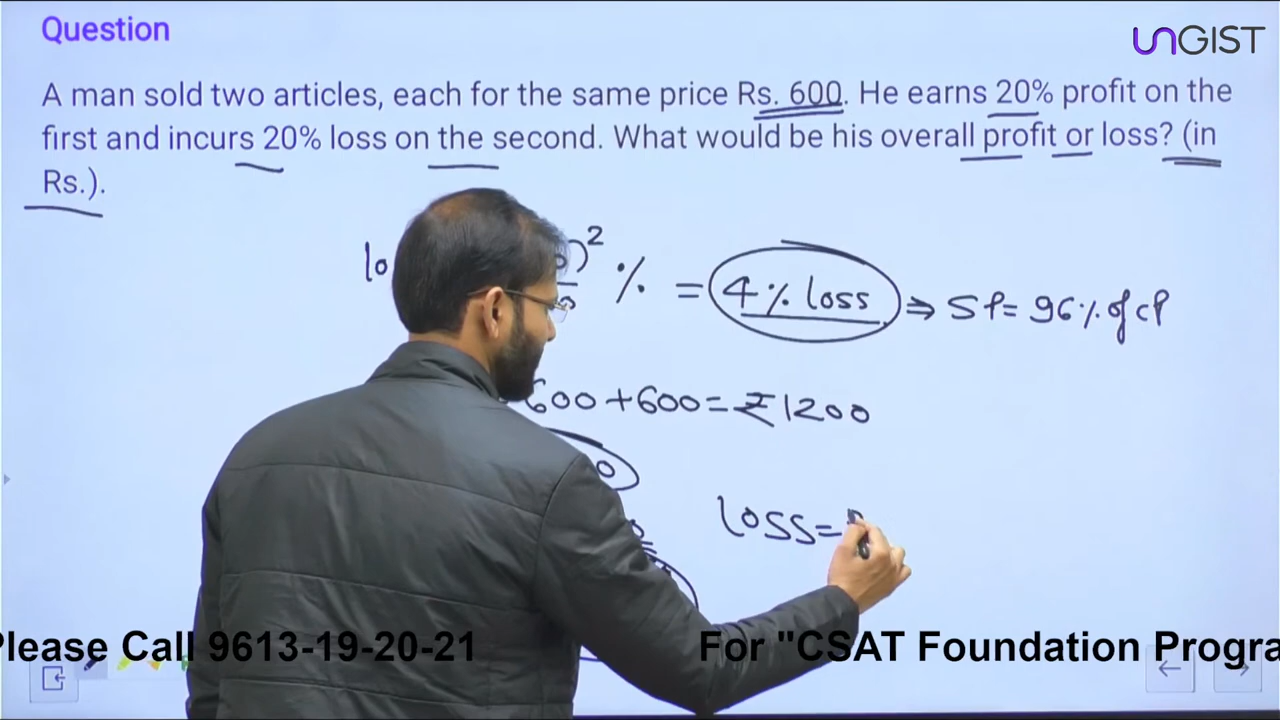 Question
UNGIST
A man sold two articles, each for the same price Rs. 600. He earns 20% profit on the
first and incurs 20% loss on the second. What would be his overall profit or loss? (in
Rs.).
lo )² % = 4% loss ⇒ SP = 96% of CP
600 + 600 = ₹1200
loss =
Please Call 9613-19-20-21 For "CSAT Foundation Progra